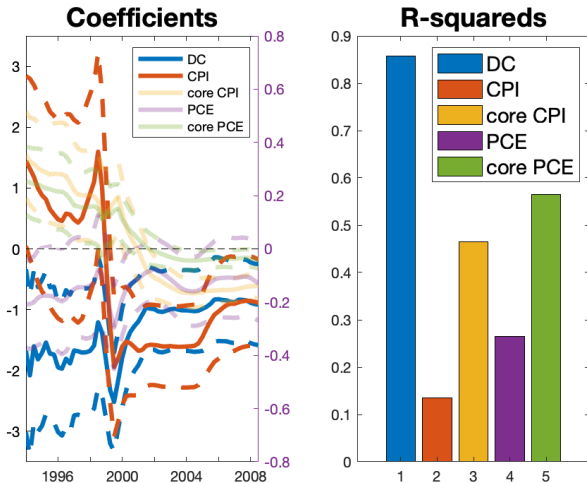 Coefficients
3
2
1
0
-1
-2
-3
0.8
0.6
0.4
0.2
0
-0.2
-0.4
-0.6
-0.8
DC
CPI
core CPI
PCE
core PCE
1996 2000 2004 2008
R-squareds
0.9
0.8
0.7
0.6
0.5
0.4
0.3
0.2
0.1
0
DC
CPI
core CPI
PCE
core PCE
1 2 3 4 5